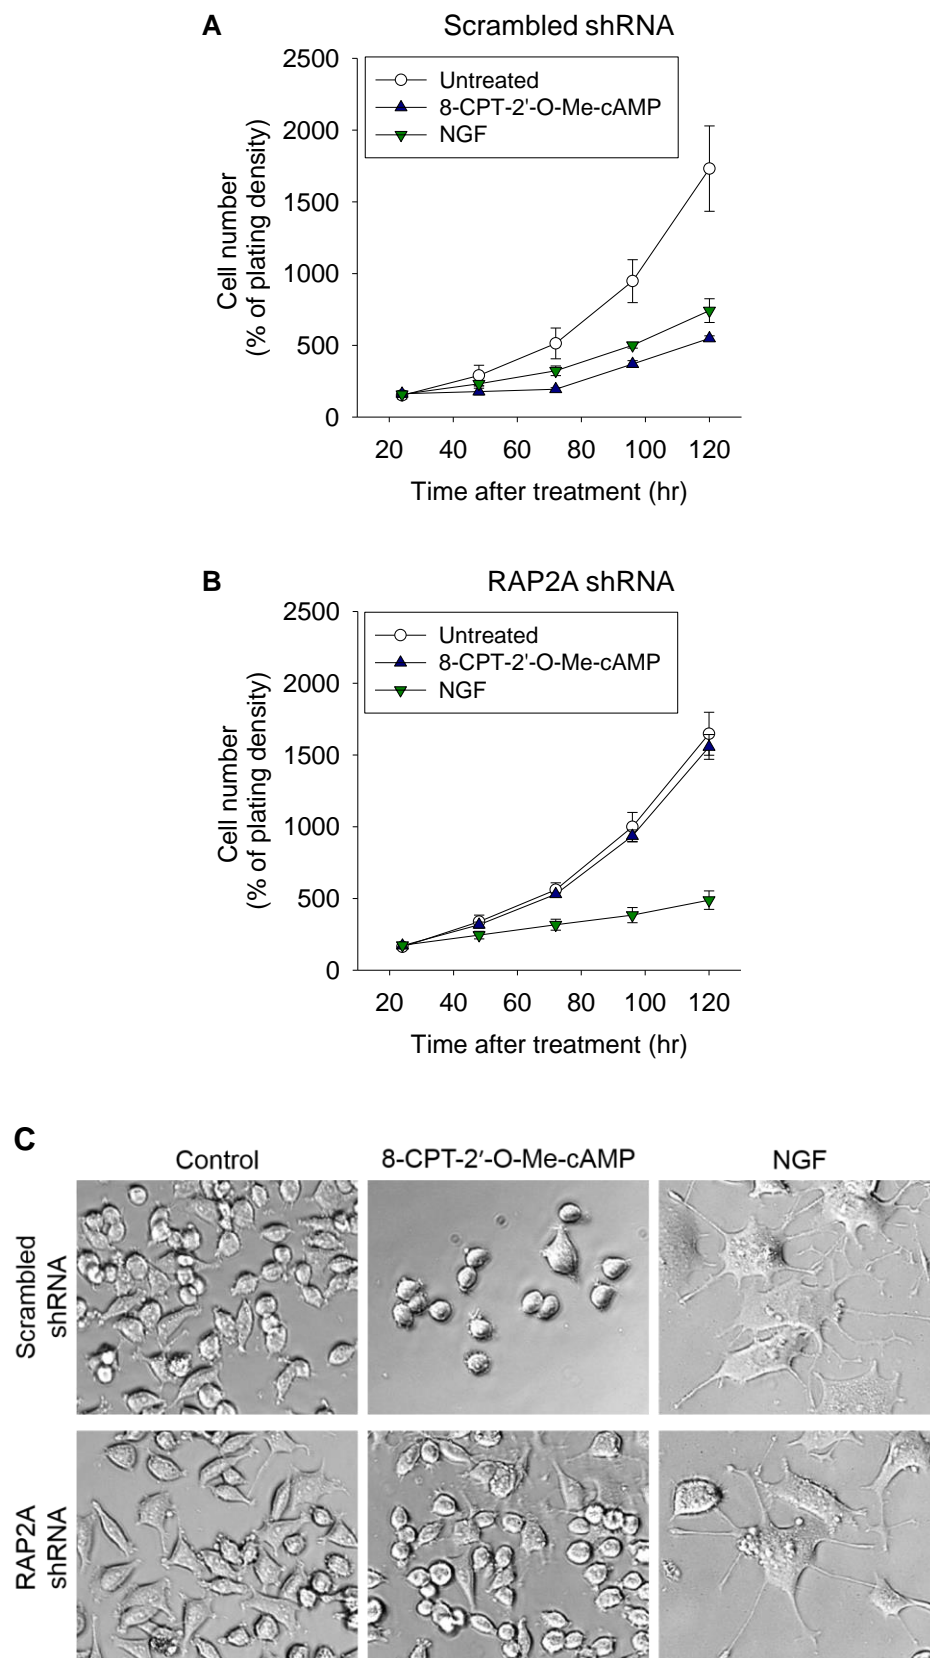 A
Scrambled shRNA
2500
2000
1500
1000
500
0
Cell number
(% of plating density)
Untreated
8-CPT-2'-O-Me-cAMP
NGF
20 40 60 80 100 120
Time after treatment (hr)
B
RAP2A shRNA
2500
2000
1500
1000
500
0
Cell number
(% of plating density)
Untreated
8-CPT-2'-O-Me-cAMP
NGF
20 40 60 80 100 120
Time after treatment (hr)
C
Control 8-CPT-2′-O-Me-cAMP NGF
Scrambled
shRNA
RAP2A
shRNA